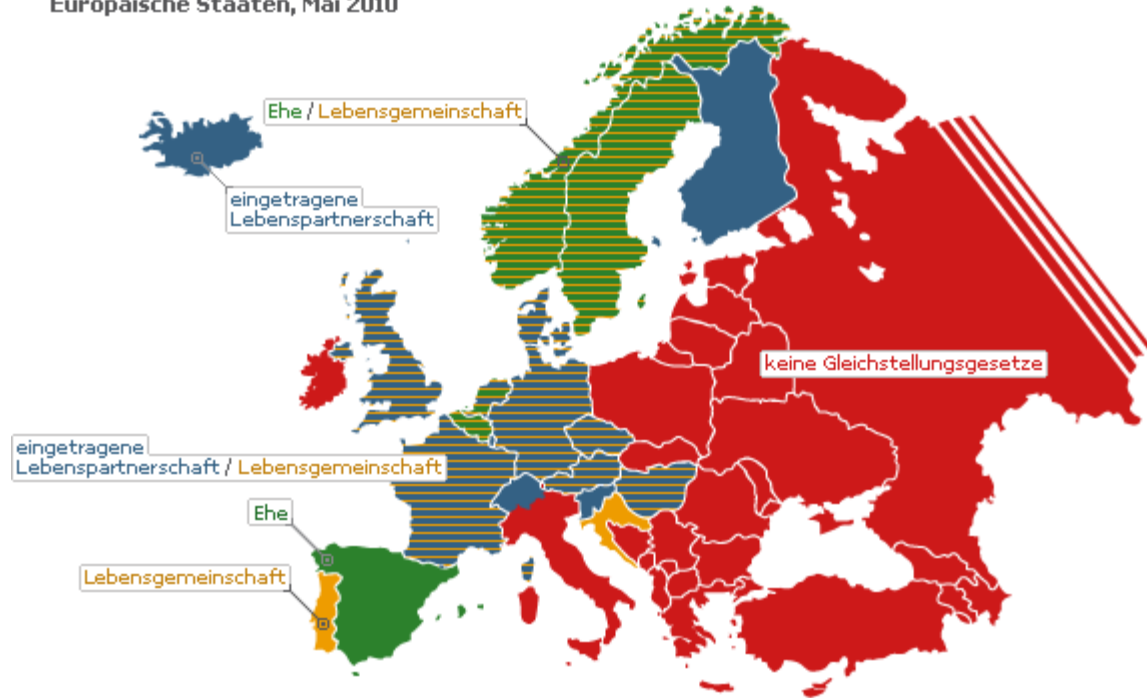 Europäische Staaten, Mai 2010
Ehe / Lebensgemeinschaft
eingetragene
Lebenspartnerschaft
keine Gleichstellungsgesetze
eingetragene
Lebenspartnerschaft / Lebensgemeinschaft
Ehe
Lebensgemeinschaft